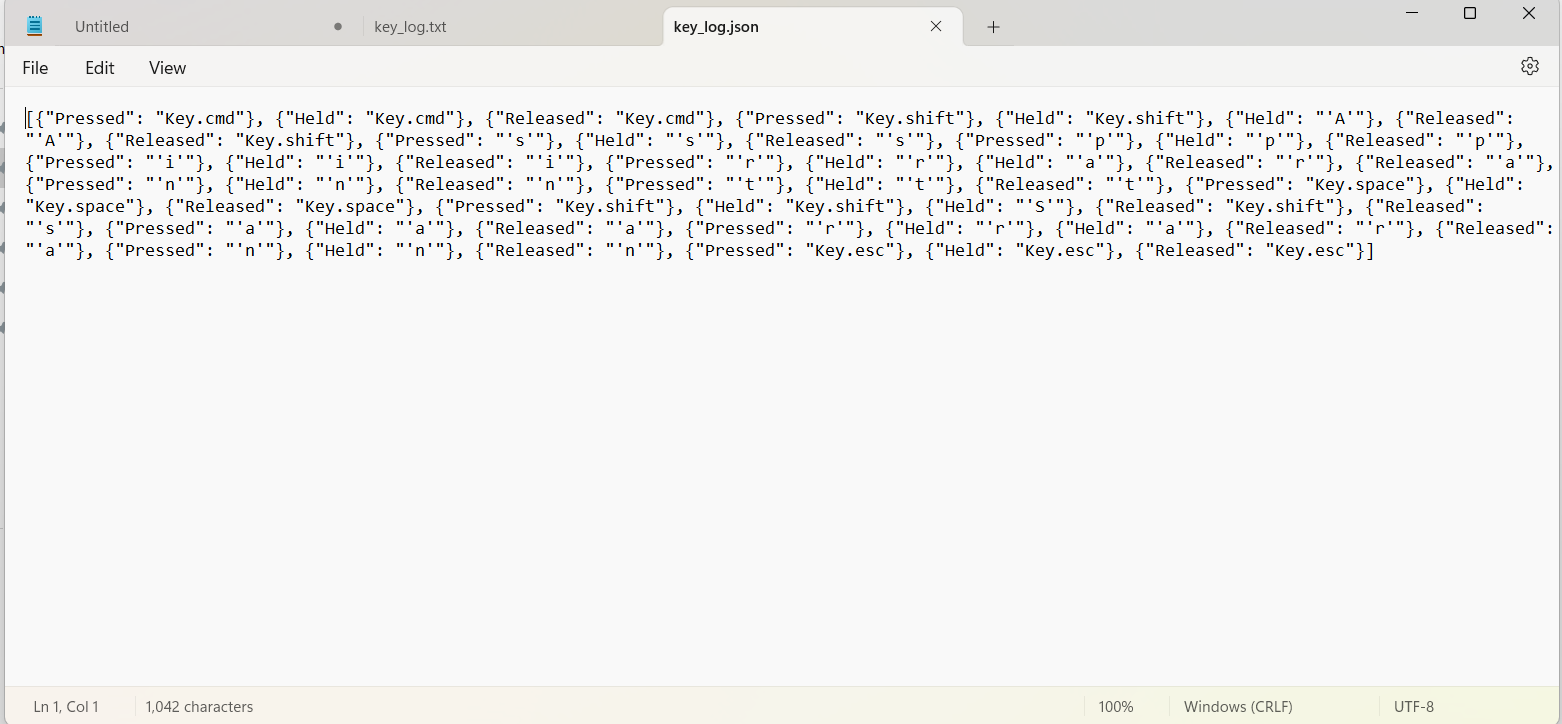 Untitled
key_log.txt
key_log.json
File
Edit
View
[{"Pressed": "Key.cmd"}, {"Held": "Key.cmd"}, {"Released": "Key.cmd"}, {"Pressed": "Key.shift"}, {"Held": "Key.shift"}, {"Held": "'A'"}, {"Released":
"'A'"}, {"Released": "Key.shift"}, {"Pressed": "'s'"}, {"Held": "'s'"}, {"Released": "'s'"}, {"Pressed": "'p'"}, {"Held": "'p'"}, {"Released": "'p'"},
{"Pressed": "'i'"}, {"Held": "'i'"}, {"Released": "'i'"}, {"Pressed": "'r'"}, {"Held": "'r'"}, {"Held": "'a'"}, {"Released": "'r'"}, {"Released": "'a'"},
{"Pressed": "'n'"}, {"Held": "'n'"}, {"Released": "'n'"}, {"Pressed": "'t'"}, {"Held": "'t'"}, {"Released": "'t'"}, {"Pressed": "Key.space"}, {"Held":
"Key.space"}, {"Released": "Key.space"}, {"Pressed": "Key.shift"}, {"Held": "Key.shift"}, {"Held": "'S'"}, {"Released": "Key.shift"}, {"Released":
"'s'"}, {"Pressed": "'a'"}, {"Held": "'a'"}, {"Released": "'a'"}, {"Pressed": "'r'"}, {"Held": "'r'"}, {"Held": "'a'"}, {"Released": "'r'"}, {"Released":
"'a'"}, {"Pressed": "'n'"}, {"Held": "'n'"}, {"Released": "'n'"}, {"Pressed": "Key.esc"}, {"Held": "Key.esc"}, {"Released": "Key.esc"}]
Ln 1, Col 1
1,042 characters
100%
Windows (CRLF)
UTF-8